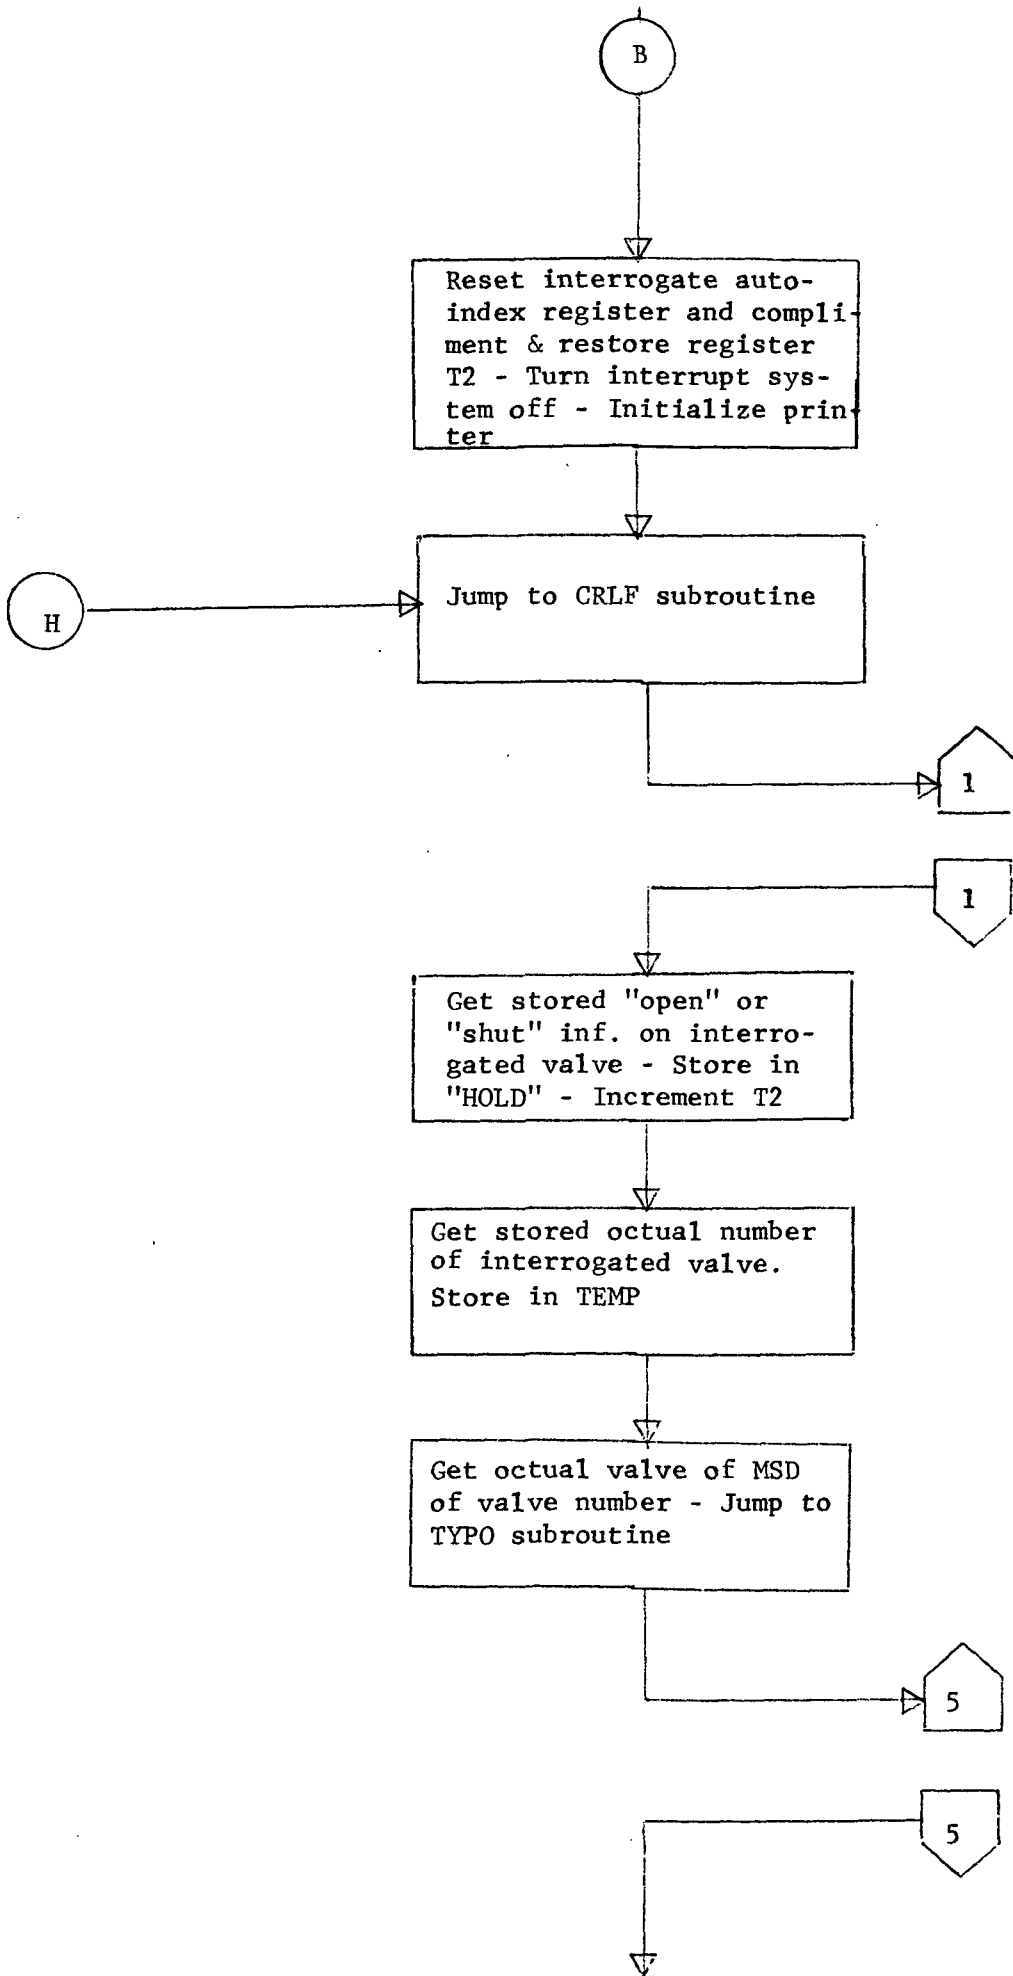 B
Reset interrogate auto-
index register and compli-
ment & restore register
T2 - Turn interrupt sys-
tem off - Initialize prin-
ter
H
Jump to CRLF subroutine
1
1
Get stored "open" or
"shut" inf. on interro-
gated valve - Store in
"HOLD" - Increment T2
Get stored octual number
of interrogated valve.
Store in TEMP
Get octual valve of MSD
of valve number - Jump to
TYPO subroutine
5
5